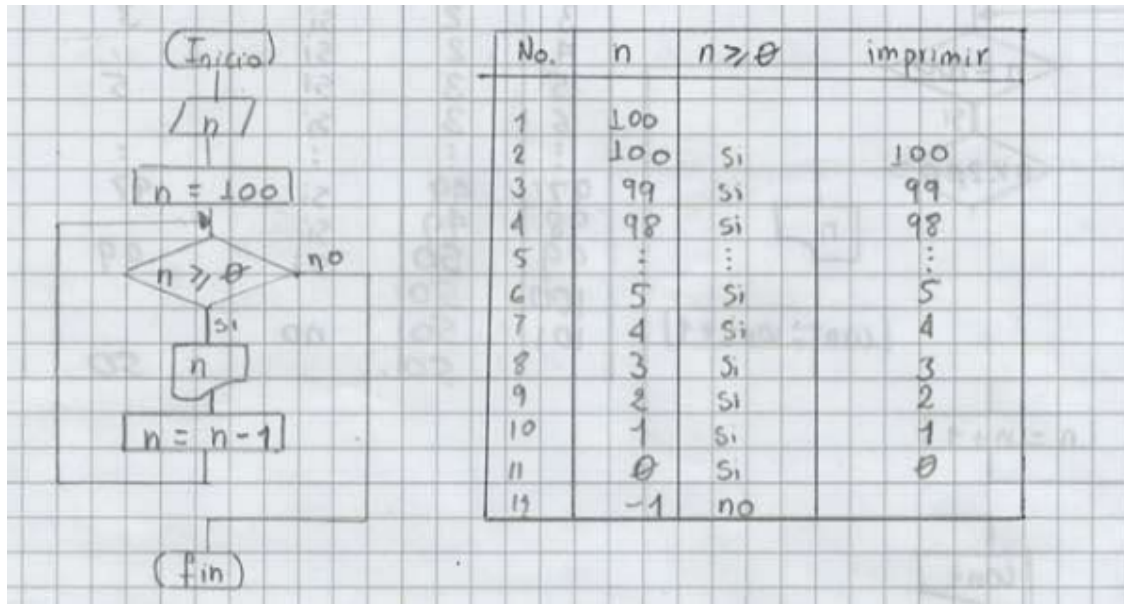 (Inicio)
n
n = 100
n ≥ 0
no
si
n
n = n - 1
(fin)
No. n n ≥ 0 imprimir
1 100
2 100 si 100
3 99 si 99
4 98 si 98
5 ⋮ ⋮ ⋮
6 5 si 5
7 4 si 4
8 3 si 3
9 2 si 2
10 1 si 1
11 0 si 0
-1 no